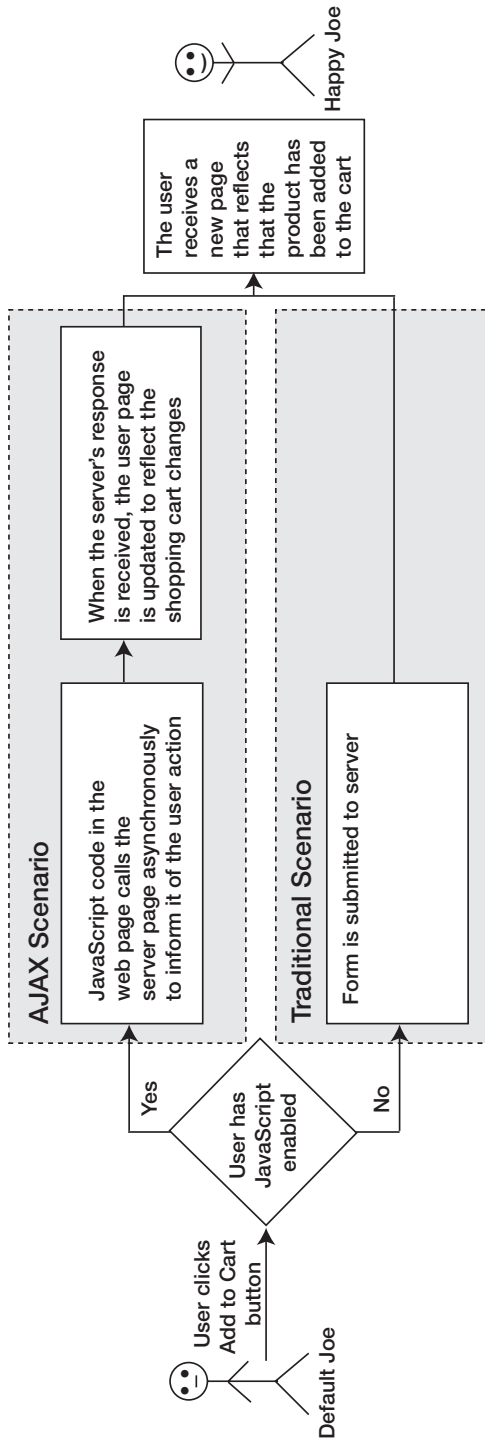 Default Joe
User clicks
Add to Cart
button
User has
JavaScript
enabled
Yes
No
AJAX Scenario
JavaScript code in the
web page calls the
server page asynchronously
to inform it of the user action
When the server's response
is received, the user page
is updated to reflect the
shopping cart changes
Traditional Scenario
Form is submitted to server
The user
receives a
new page
that reflects
that the
product has
been added
to the cart
Happy Joe